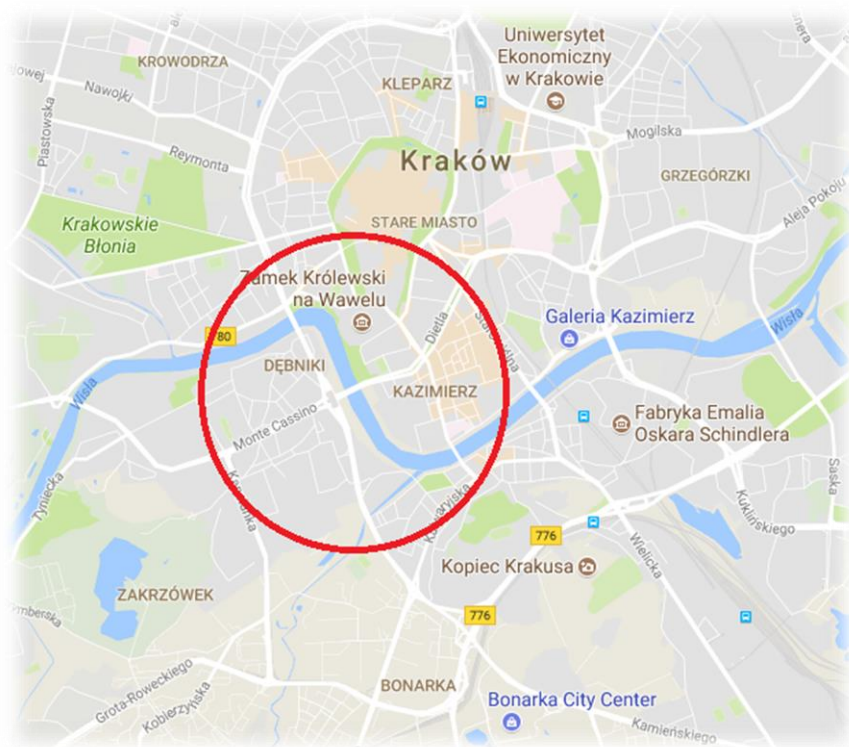 Uniwersytet
Ekonomiczny
w Krakowie
KROWODRZA
KLEPARZ
Nawojki
Piastowska
Mogilska
Reymonta
Kraków
GRZEGÓRZKI
Aleja Pokoju
Krakowskie
Błonia
STARE MIASTO
Zamek Królewski
na Wawelu
Dietla
Galeria Kazimierz
Wisła
780
DĘBNIKI
KAZIMIERZ
Wisła
Monte Cassino
Fabryka Emalia
Oskara Schindlera
Tyniecka
Saska
Kuklińskiego
776
Wielicka
Kopiec Krakusa
ZAKRZÓWEK
776
Grota-Roweckiego
Kobierzyńska
BONARKA
Bonarka City Center
Kamieńskiego